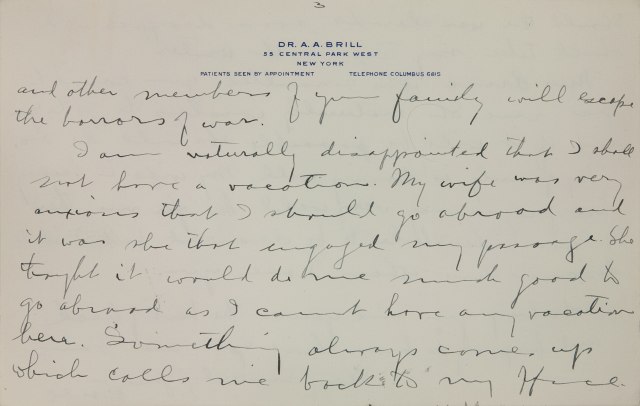 3
DR. A. A. BRILL
55 CENTRAL PARK WEST
NEW YORK
PATIENTS SEEN BY APPOINTMENT TELEPHONE COLUMBUS 6815
and other members of your family will escape
the horrors of war.
I am naturally disappointed that I shall
not have a vacation. My wife was very
anxious that I should go abroad and
it was she that engaged my passage. She
thought it would do me much good to
go abroad as I cannt have any vacation
here. Something always comes up
which calls me back to my